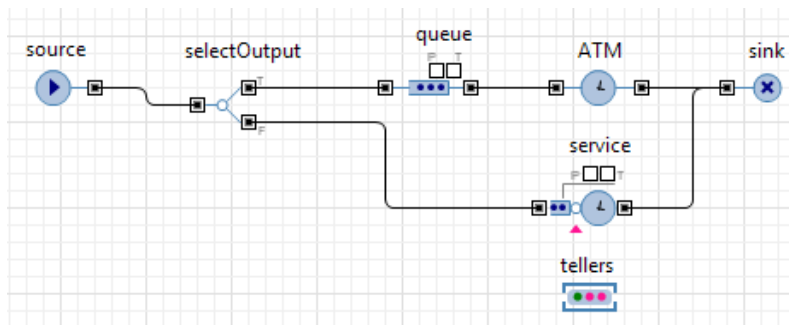 source
selectOutput
queue
ATM
sink
P T
T
F
service
P T
tellers